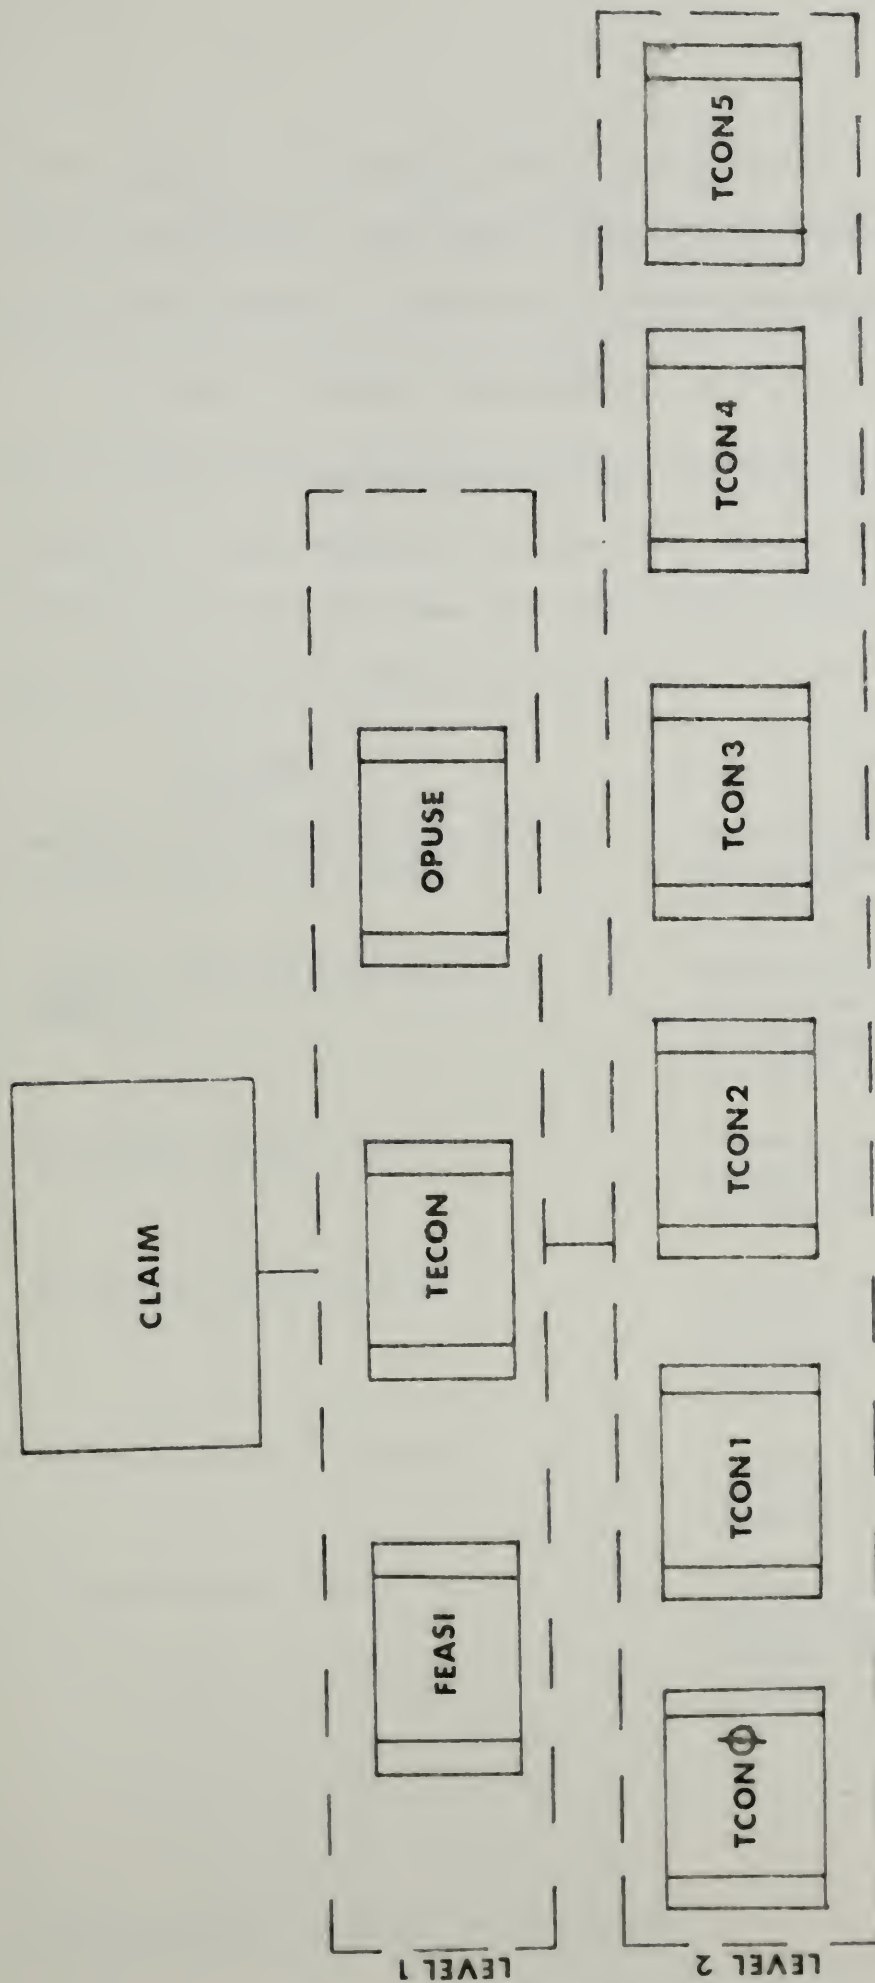 CLAIM
LEVEL 1
FEASI
TECON
OPUSE
LEVEL 2
TCONΦ
TCON1
TCON2
TCON3
TCON4
TCON5